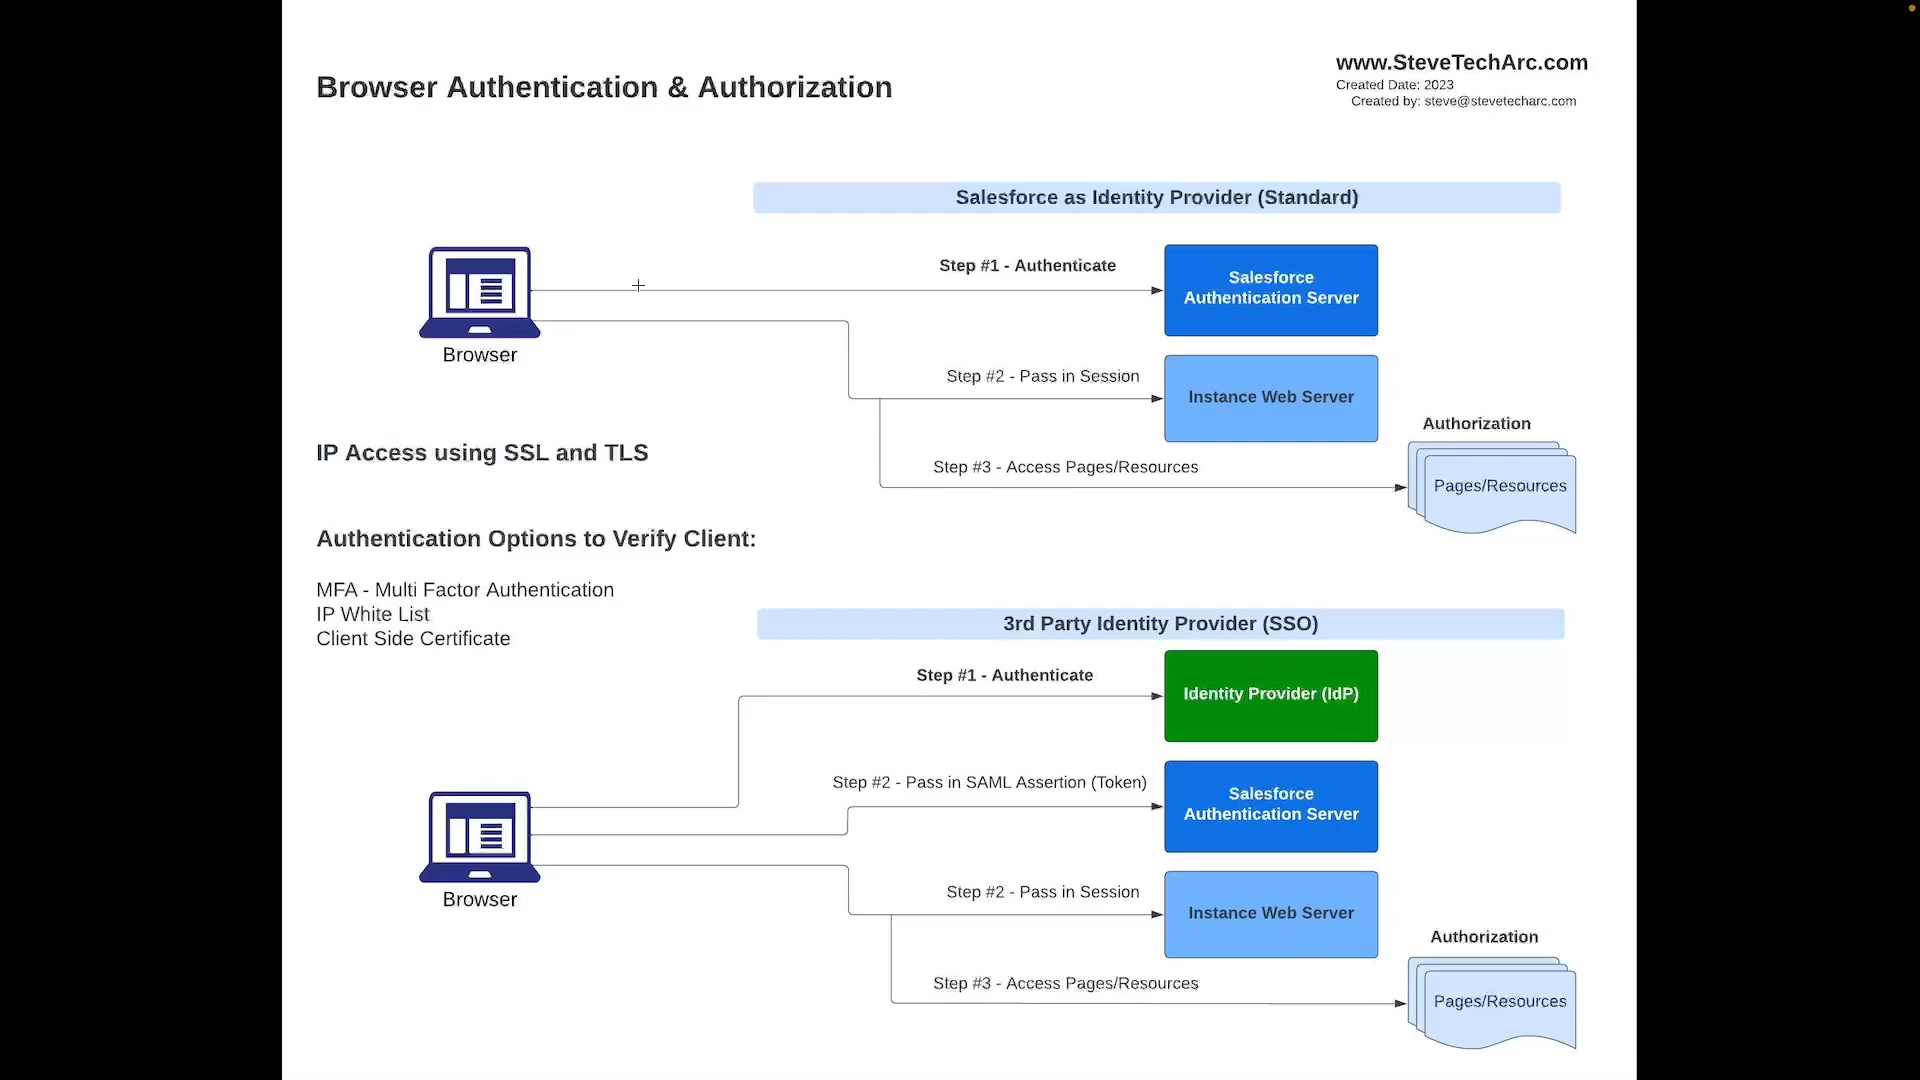 www.SteveTechArc.com
Browser Authentication & Authorization
Created Date: 2023
Created by: steve@stevetecharc.com
Salesforce as Identity Provider (Standard)
Step #1 - Authenticate
Salesforce
Authentication Server
Browser
Step #2 - Pass in Session
Instance Web Server
Authorization
IP Access using SSL and TLS
Step #3 - Access Pages/Resources
Pages/Resources
Authentication Options to Verify Client:
MFA - Multi Factor Authentication
IP White List
Client Side Certificate
3rd Party Identity Provider (SSO)
Step #1 - Authenticate
Identity Provider (IdP)
Step #2 - Pass in SAML Assertion (Token)
Salesforce
Authentication Server
Browser
Step #2 - Pass in Session
Instance Web Server
Authorization
Step #3 - Access Pages/Resources
Pages/Resources